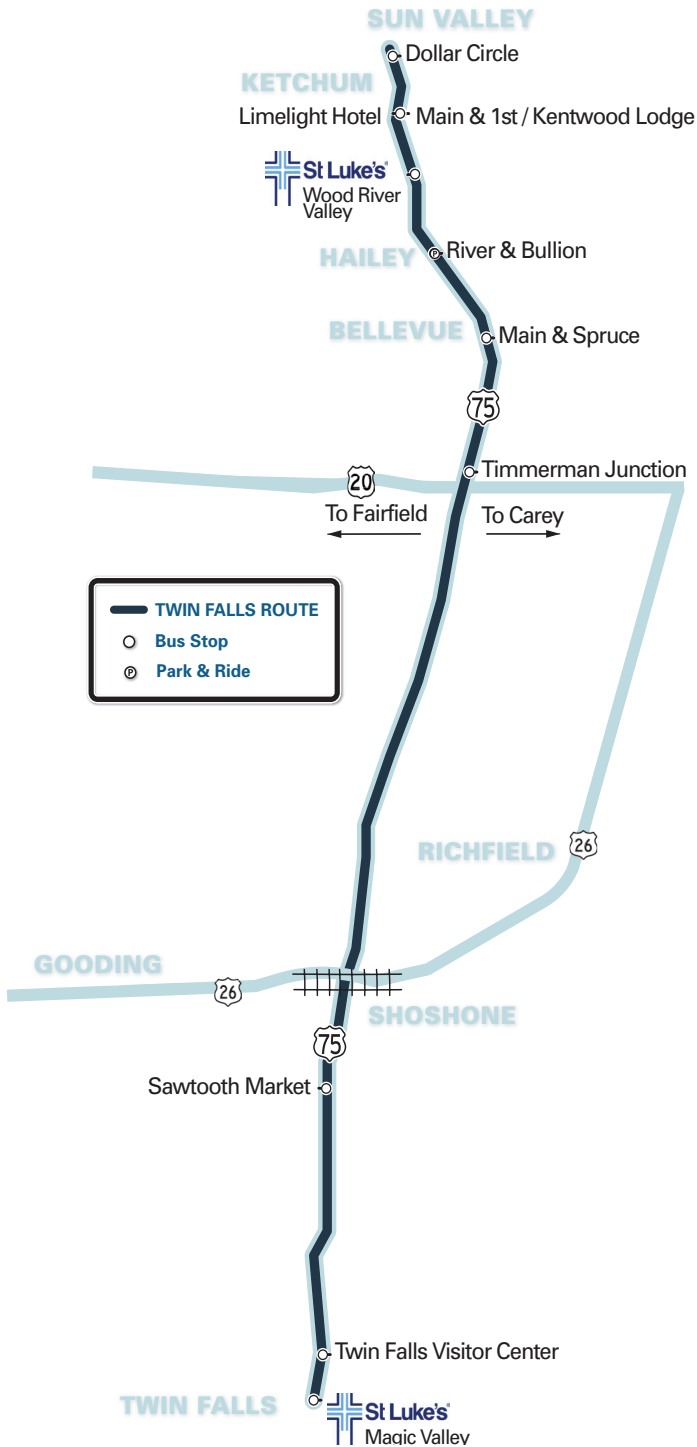 SUN VALLEY
Dollar Circle
KETCHUM
Limelight Hotel
Main & 1st / Kentwood Lodge
St Luke's®
Wood River
Valley
HAILEY
River & Bullion
BELLEVUE
Main & Spruce
75
Timmerman Junction
20
To Fairfield
To Carey
TWIN FALLS ROUTE
Bus Stop
P Park & Ride
RICHFIELD
26
GOODING
26
SHOSHONE
75
Sawtooth Market
Twin Falls Visitor Center
TWIN FALLS
St Luke's®
Magic Valley